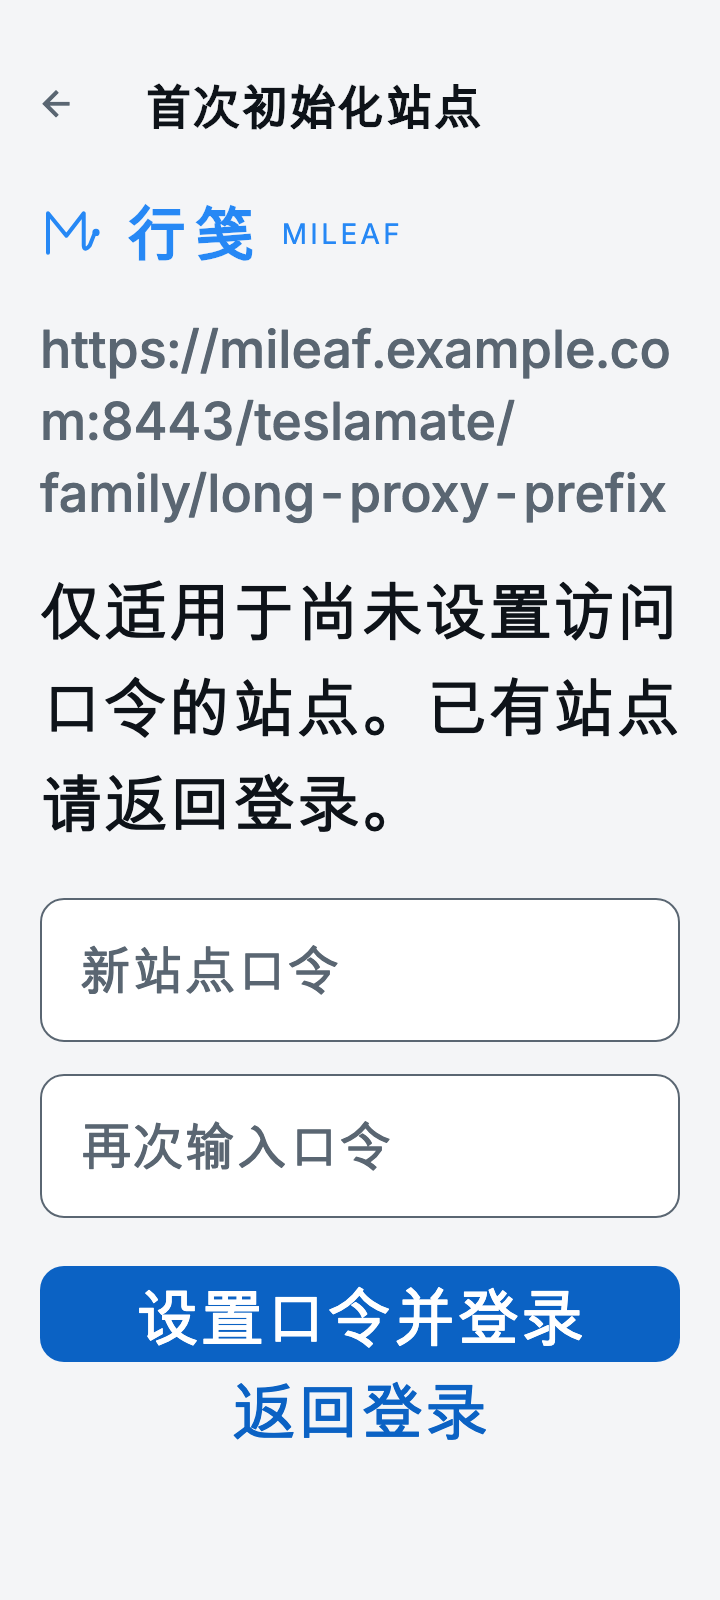 首次初始化站点
行笺 MILEAF
https://mileaf.example.co
m:8443/teslamate/
family/long-proxy-prefix
仅适用于尚未设置访问
口令的站点。已有站点
请返回登录。
新站点口令
再次输入口令
设置口令并登录
返回登录